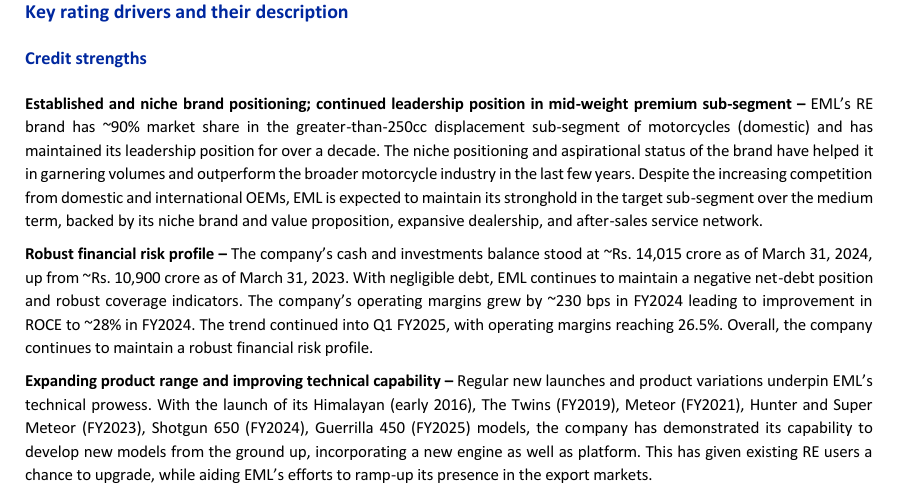 Key rating drivers and their description
Credit strengths
Established and niche brand positioning; continued leadership position in mid-weight premium sub-segment – EML's RE
brand has ~90% market share in the greater-than-250cc displacement sub-segment of motorcycles (domestic) and has
maintained its leadership position for over a decade. The niche positioning and aspirational status of the brand have helped it
in garnering volumes and outperform the broader motorcycle industry in the last few years. Despite the increasing competition
from domestic and international OEMs, EML is expected to maintain its stronghold in the target sub-segment over the medium
term, backed by its niche brand and value proposition, expansive dealership, and after-sales service network.
Robust financial risk profile – The company's cash and investments balance stood at ~Rs. 14,015 crore as of March 31, 2024,
up from ~Rs. 10,900 crore as of March 31, 2023. With negligible debt, EML continues to maintain a negative net-debt position
and robust coverage indicators. The company's operating margins grew by ~230 bps in FY2024 leading to improvement in
ROCE to ~28% in FY2024. The trend continued into Q1 FY2025, with operating margins reaching 26.5%. Overall, the company
continues to maintain a robust financial risk profile.
Expanding product range and improving technical capability – Regular new launches and product variations underpin EML's
technical prowess. With the launch of its Himalayan (early 2016), The Twins (FY2019), Meteor (FY2021), Hunter and Super
Meteor (FY2023), Shotgun 650 (FY2024), Guerrilla 450 (FY2025) models, the company has demonstrated its capability to
develop new models from the ground up, incorporating a new engine as well as platform. This has given existing RE users a
chance to upgrade, while aiding EML's efforts to ramp-up its presence in the export markets.